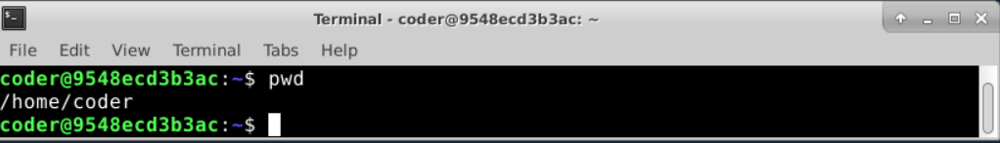 Terminal - coder@9548ecd3b3ac: ~
File Edit View Terminal Tabs Help
coder@9548ecd3b3ac:~$ pwd
/home/coder
coder@9548ecd3b3ac:~$